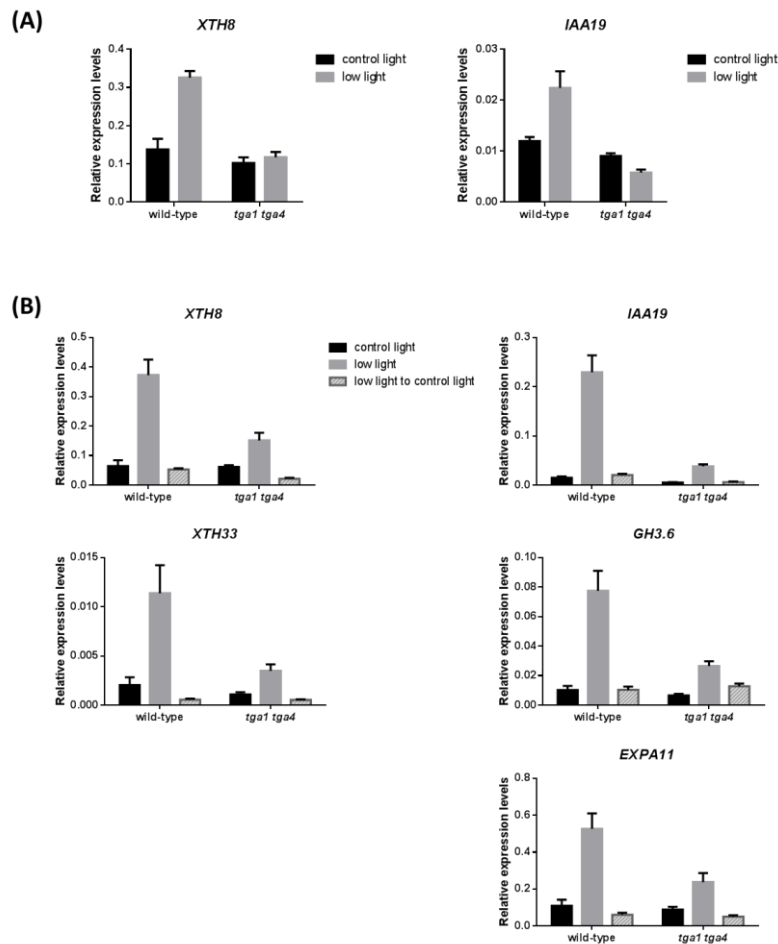 (A)
XTH8
Relative expression levels
0.4
0.3
0.2
0.1
0.0
wild-type
tga1 tga4
control light
low light
IAA19
Relative expression levels
0.03
0.02
0.01
0.00
wild-type
tga1 tga4
control light
low light
(B)
XTH8
Relative expression levels
0.5
0.4
0.3
0.2
0.1
0.0
wild-type
tga1 tga4
control light
low light
low light to control light
IAA19
Relative expression levels
0.3
0.2
0.1
0.0
wild-type
tga1 tga4
XTH33
Relative expression levels
0.015
0.010
0.005
0.000
wild-type
tga1 tga4
GH3.6
Relative expression levels
0.10
0.08
0.06
0.04
0.02
0.00
wild-type
tga1 tga4
EXPA11
Relative expression levels
0.8
0.6
0.4
0.2
0.0
wild-type
tga1 tga4